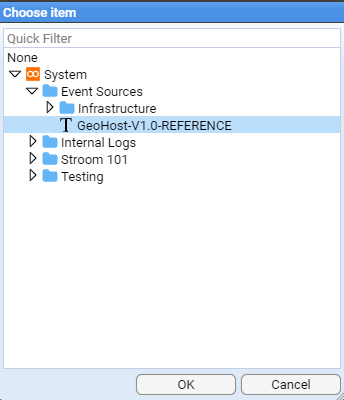 Choose item
Quick Filter
None
System
Event Sources
Infrastructure
GeoHost-V1.0-REFERENCE
Internal Logs
Stroom 101
Testing
OK
Cancel